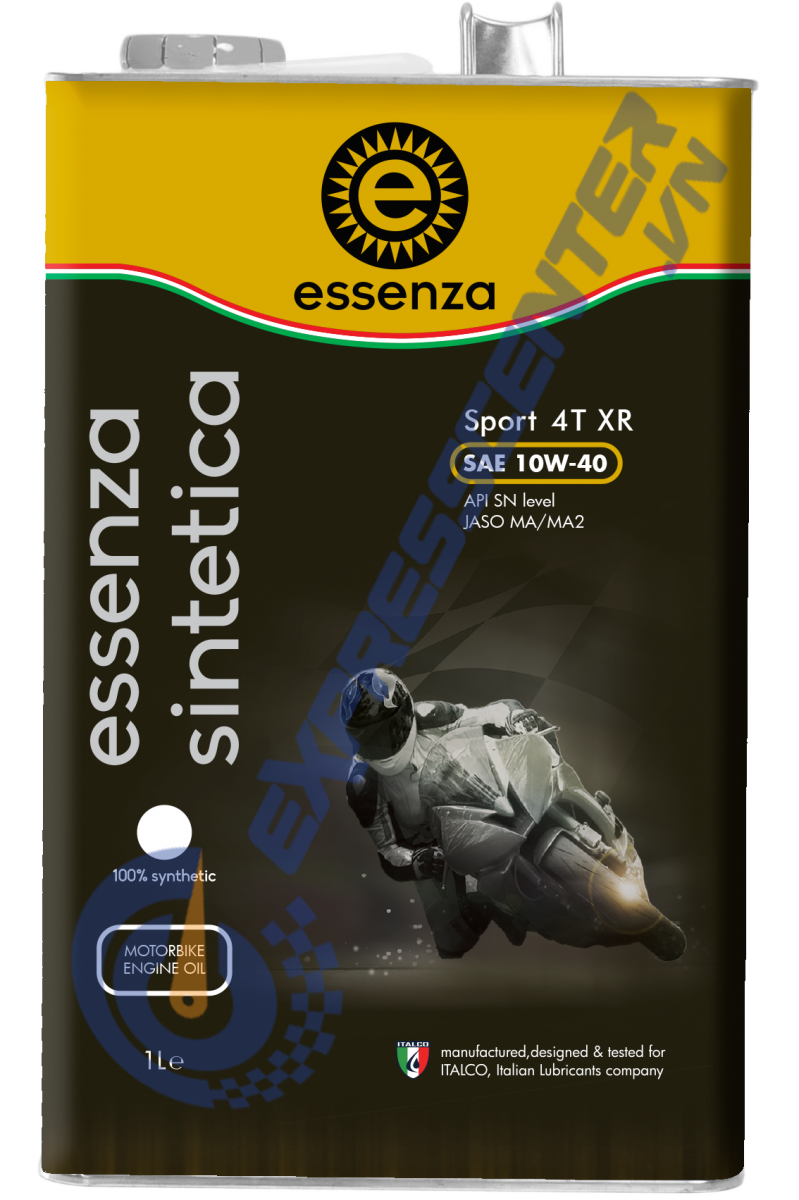 e
essenza
essenza
sintetica
Sport 4T XR
SAE 10W-40
API SN level
JASO MA/MA2
EXPRESSCENTER
.VN
100% synthetic
MOTORBIKE
ENGINE OIL
1L℮
ITALCO
manufactured,designed & tested for
ITALCO, Italian Lubricants company